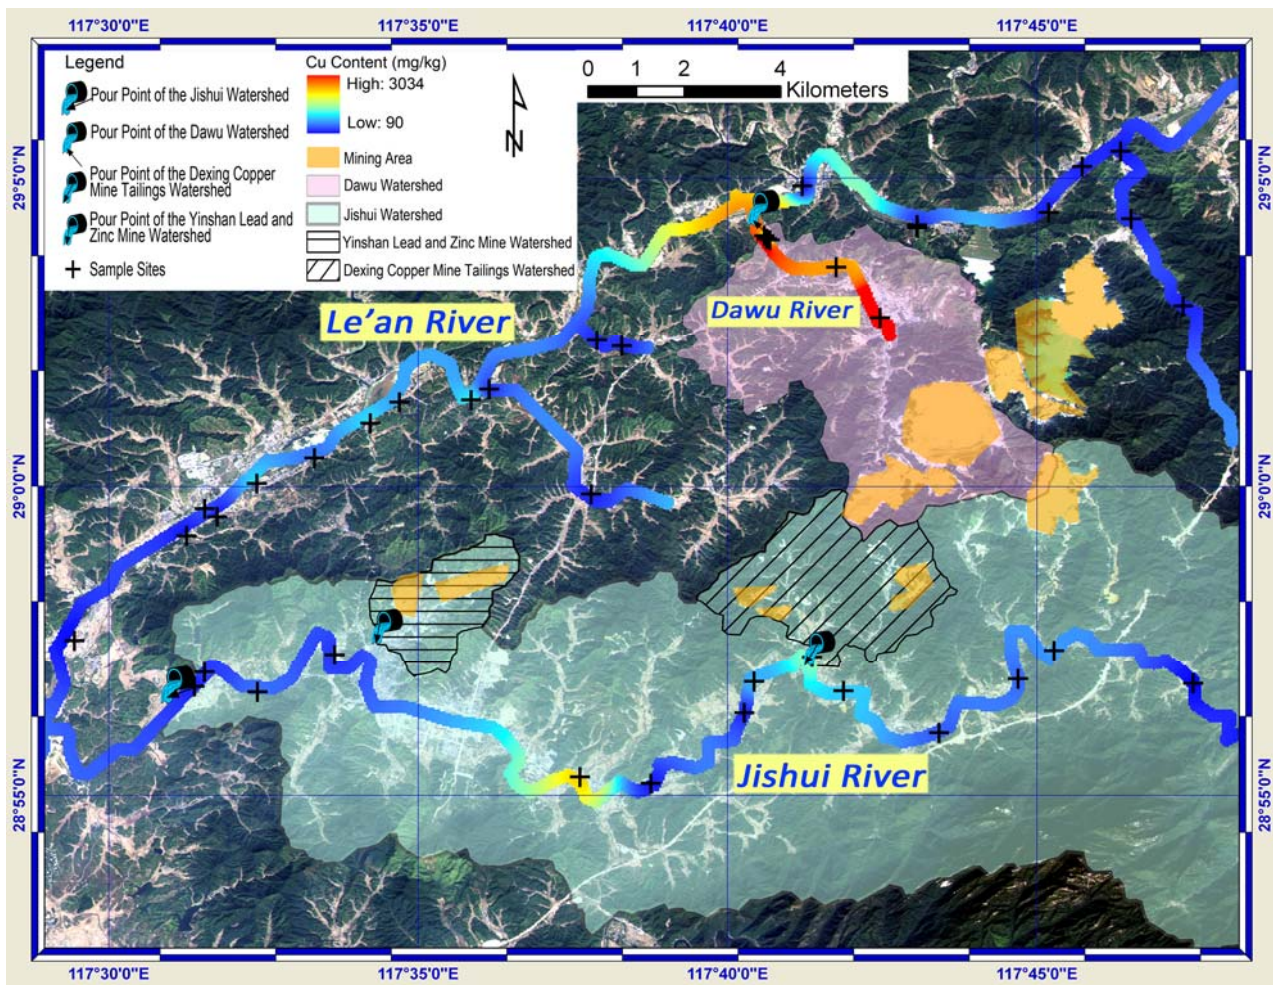 117°30'0"E 117°35'0"E 117°40'0"E 117°45'0"E
Legend
Pour Point of the Jishui Watershed
Pour Point of the Dawu Watershed
Pour Point of the Dexing Copper
Mine Tailings Watershed
Pour Point of the Yinshan Lead and
Zinc Mine Watershed
Sample Sites
Cu Content (mg/kg)
High: 3034
Low: 90
Mining Area
Dawu Watershed
Jishui Watershed
Yinshan Lead and Zinc Mine Watershed
Dexing Copper Mine Tailings Watershed
N
0 1 2 4
Kilometers
29°5'0"N 29°5'0"N
Le'an River
Dawu River
29°0'0"N 29°0'0"N
Jishui River
28°55'0"N 28°55'0"N
117°30'0"E 117°35'0"E 117°40'0"E 117°45'0"E